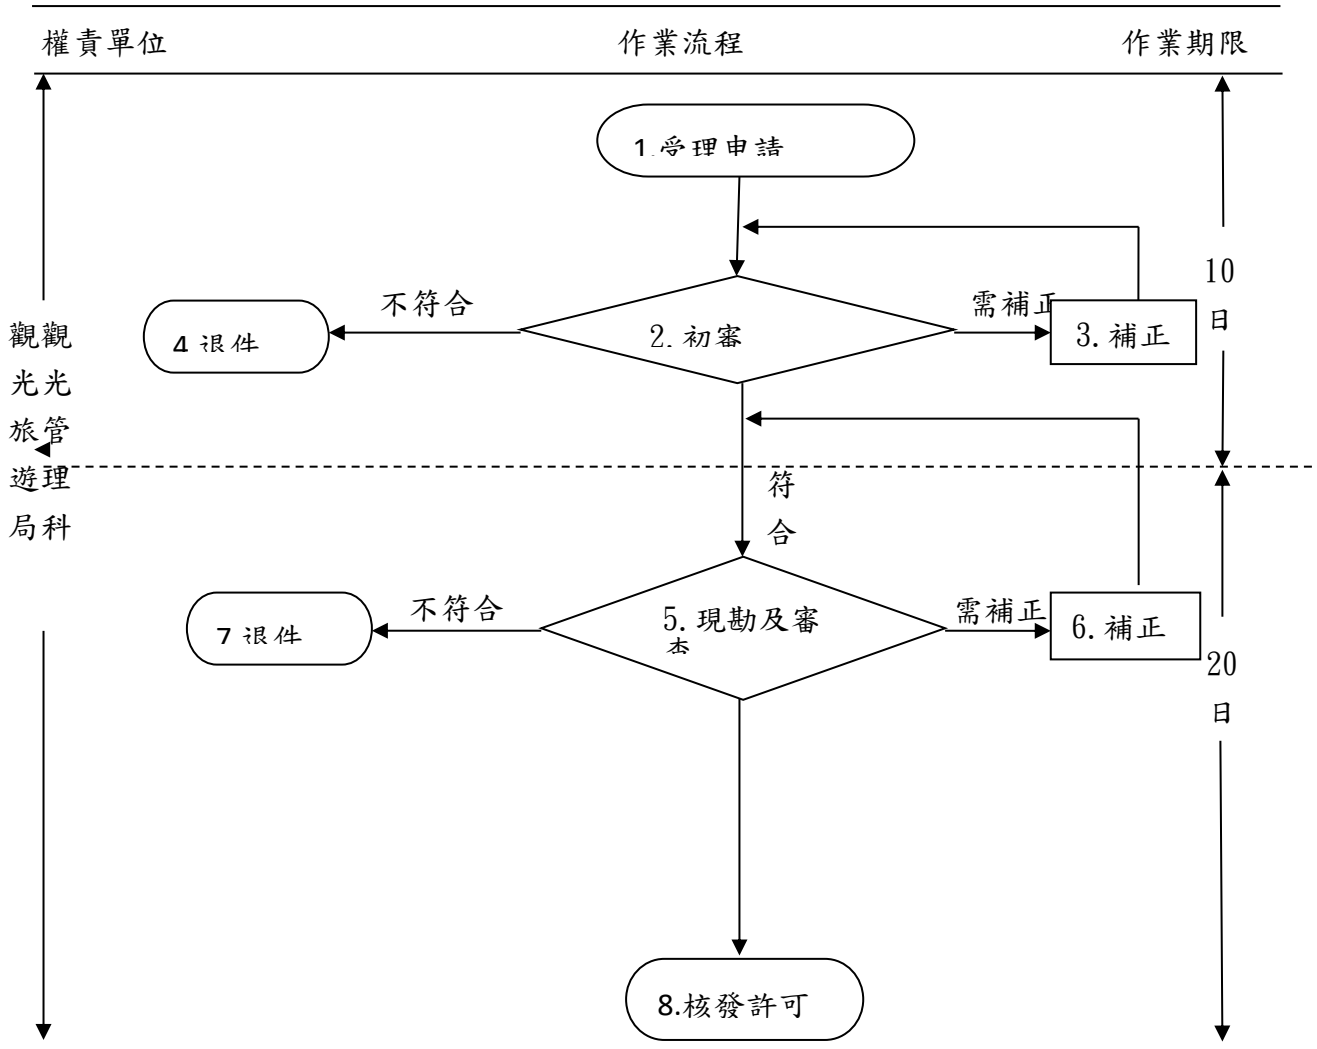 權責單位
作業流程
作業期限
1.受理申請
10
日
不符合
需補正
4 退件
2.初審
3.補正
觀觀
光光
旅管
遊理
局科
符
合
不符合
需補正
7 退件
5.現勘及審
查
6.補正
20
日
8.核發許可